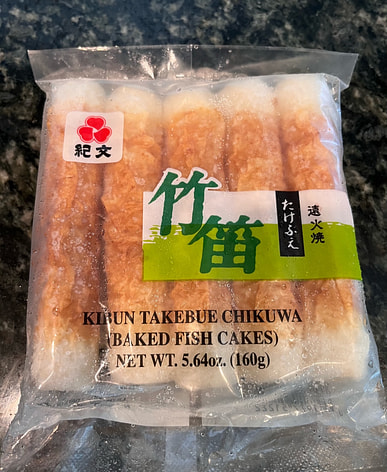 紀文
竹笛
たけふえ
遠火焼
KIBUN TAKEBUE CHIKUWA
(BAKED FISH CAKES)
NET WT. 5.64oz. (160g)